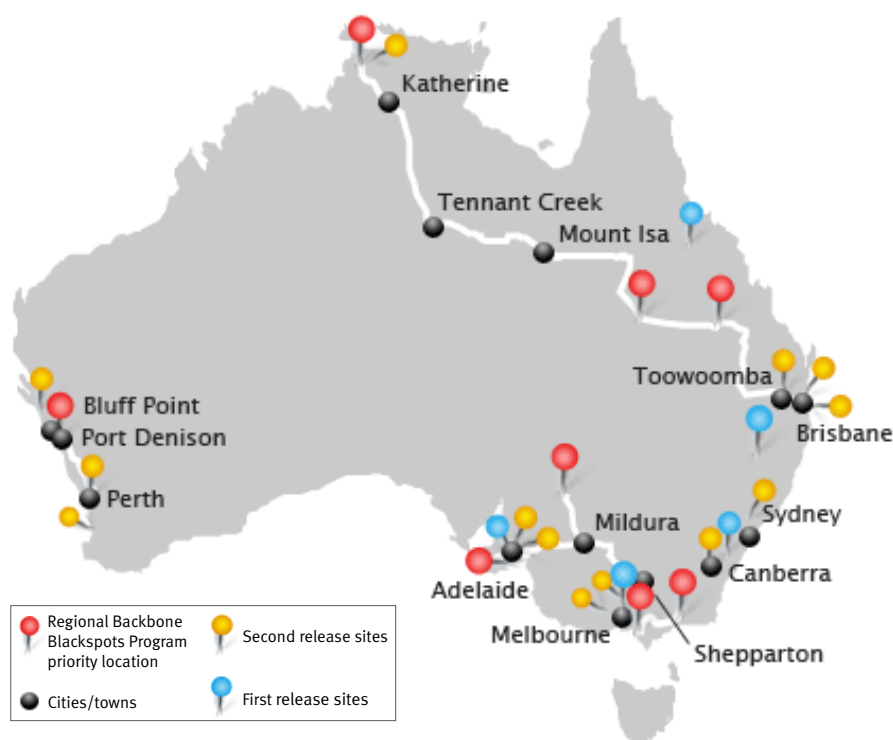 Katherine
Tennant Creek
Mount Isa
Toowoomba
Brisbane
Bluff Point
Port Denison
Perth
Mildura
Sydney
Adelaide
Canberra
Melbourne
Shepparton
Regional Backbone
Blackspots Program
priority location
Second release sites
Cities/towns
First release sites